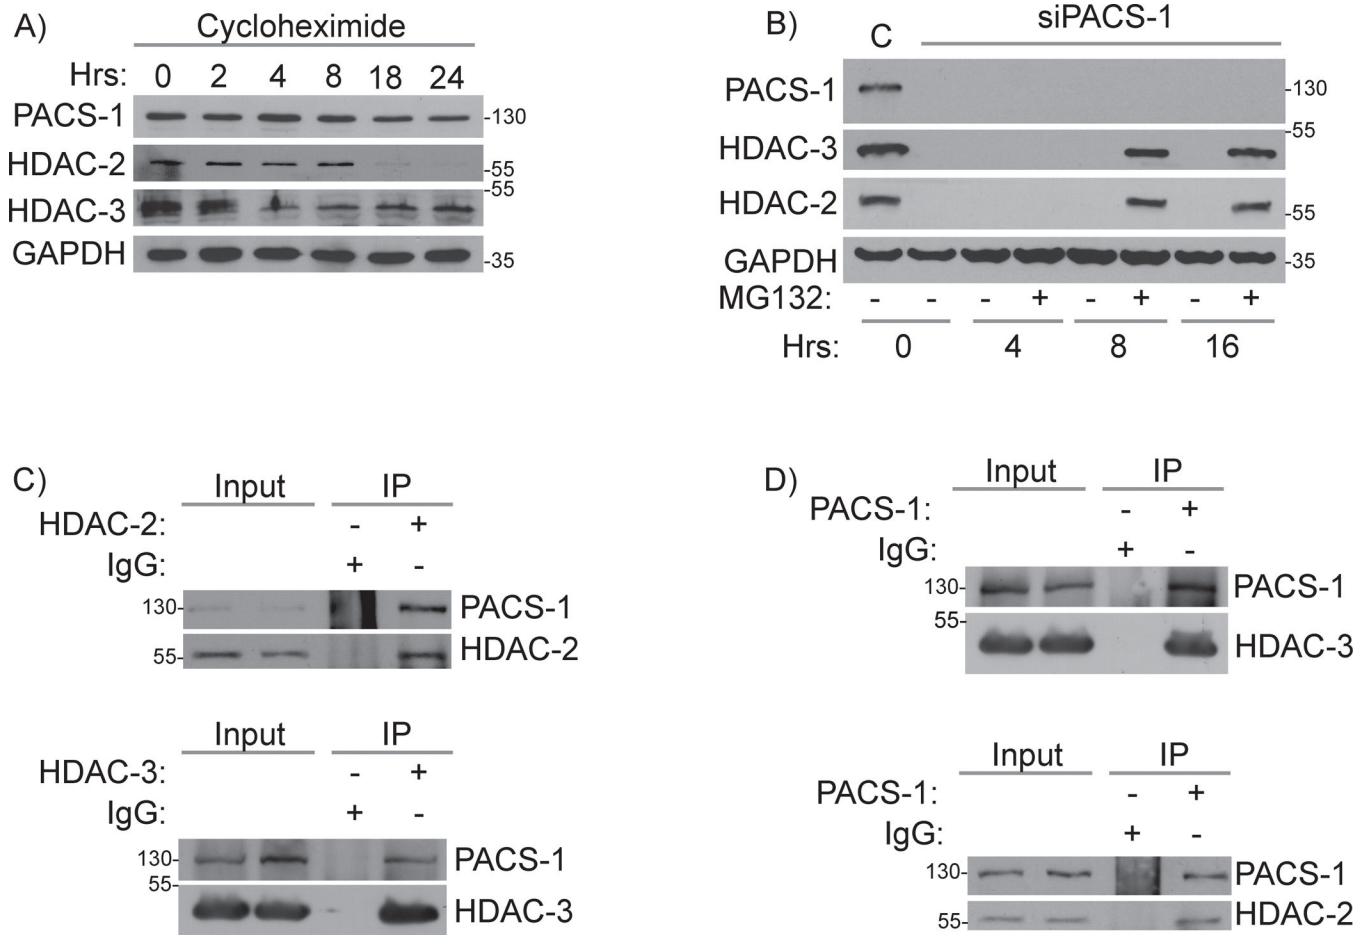 A)
Cycloheximide
Hrs: 0 2 4 8 18 24
PACS-1 -130
HDAC-2 -55
HDAC-3 -55
GAPDH -35
B)
siPACS-1
C
PACS-1 -130
HDAC-3 -55
HDAC-2 -55
GAPDH -35
MG132: - - - + - + - +
Hrs: 0 4 8 16
C)
Input IP
HDAC-2: - +
IgG: + -
130- PACS-1
55- HDAC-2
Input IP
HDAC-3: - +
IgG: + -
130- PACS-1
55- HDAC-3
D)
Input IP
PACS-1: - +
IgG: + -
130- PACS-1
55- HDAC-3
Input IP
PACS-1: - +
IgG: + -
130- PACS-1
55- HDAC-2